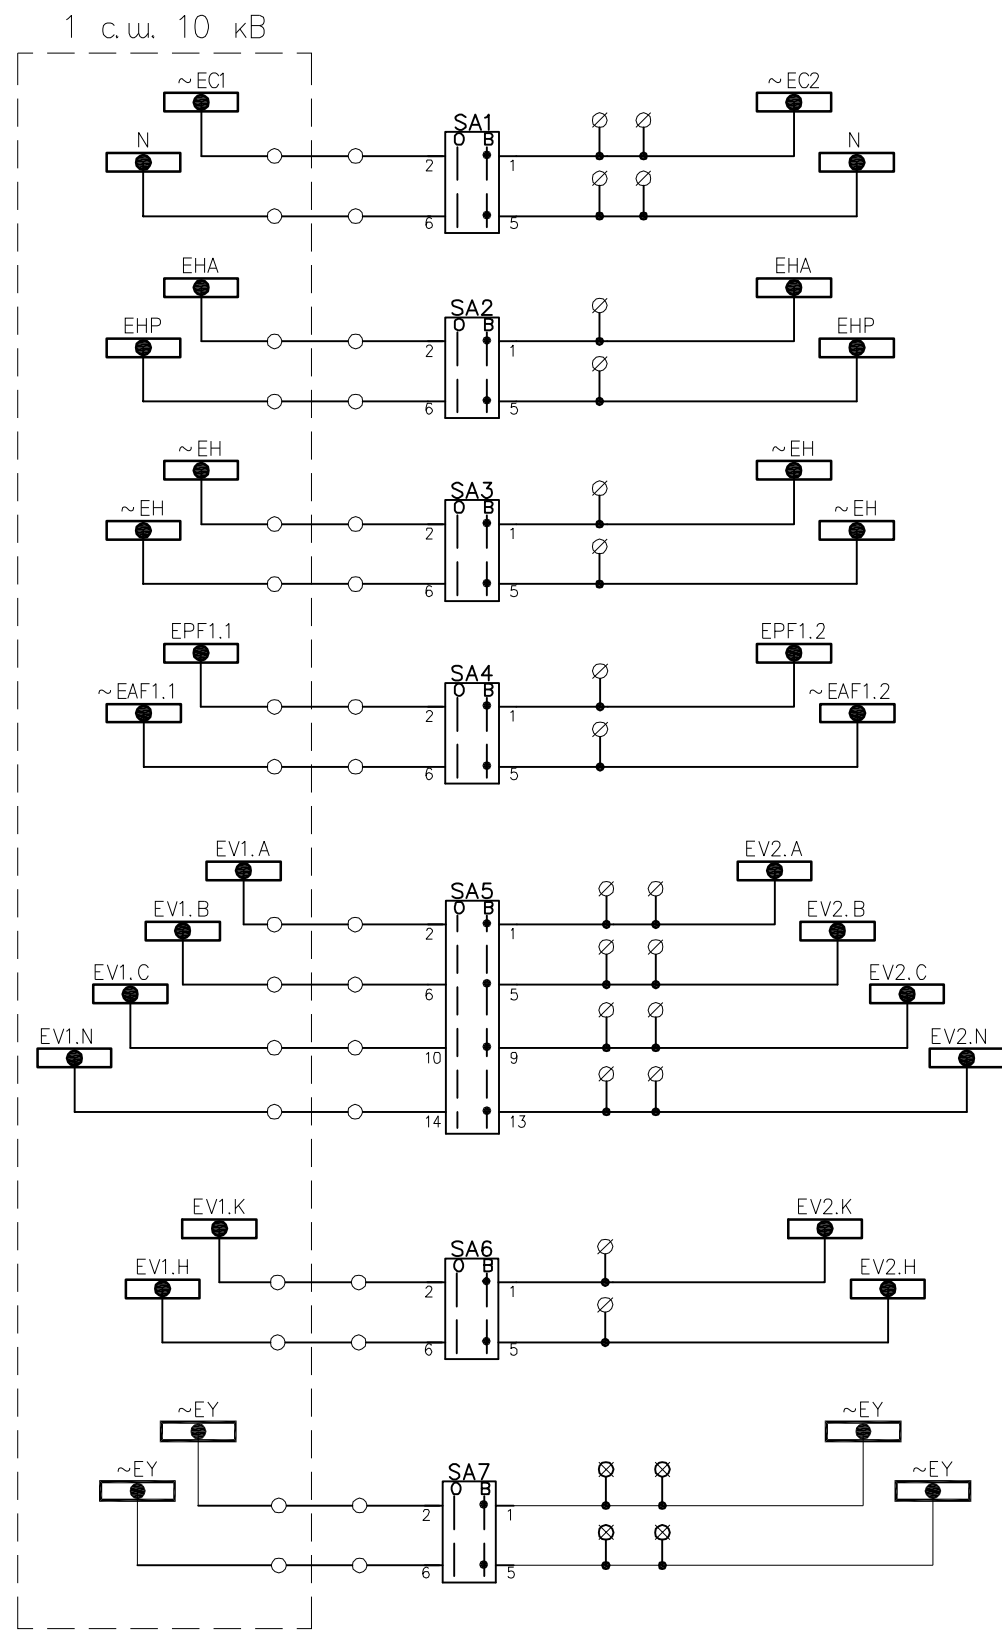 1 с.ш. 10 кВ
~EC1
~EC2
SA1
N
O B
N
2 1
6 5
EHA
EHA
SA2
EHP
O B
EHP
2 1
6 5
~EH
~EH
SA3
~EH
O B
~EH
2 1
6 5
EPF1.1
EPF1.2
SA4
~EAF1.1
O B
~EAF1.2
2 1
6 5
EV1.A
EV2.A
SA5
EV1.B
O B
EV2.B
2 1
EV1.C
EV2.C
6 5
EV1.N
EV2.N
10 9
14 13
EV1.K
EV2.K
SA6
EV1.H
O B
EV2.H
2 1
6 5
~EY
~EY
SA7
~EY
O B
~EY
2 1
6 5